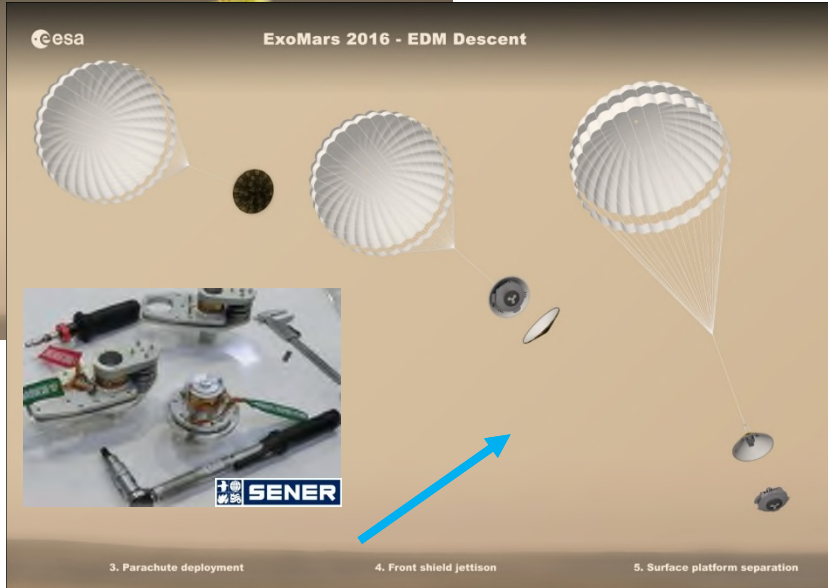 esa
ExoMars 2016 - EDM Descent
SENER
3. Parachute deployment
4. Front shield jettison
5. Surface platform separation